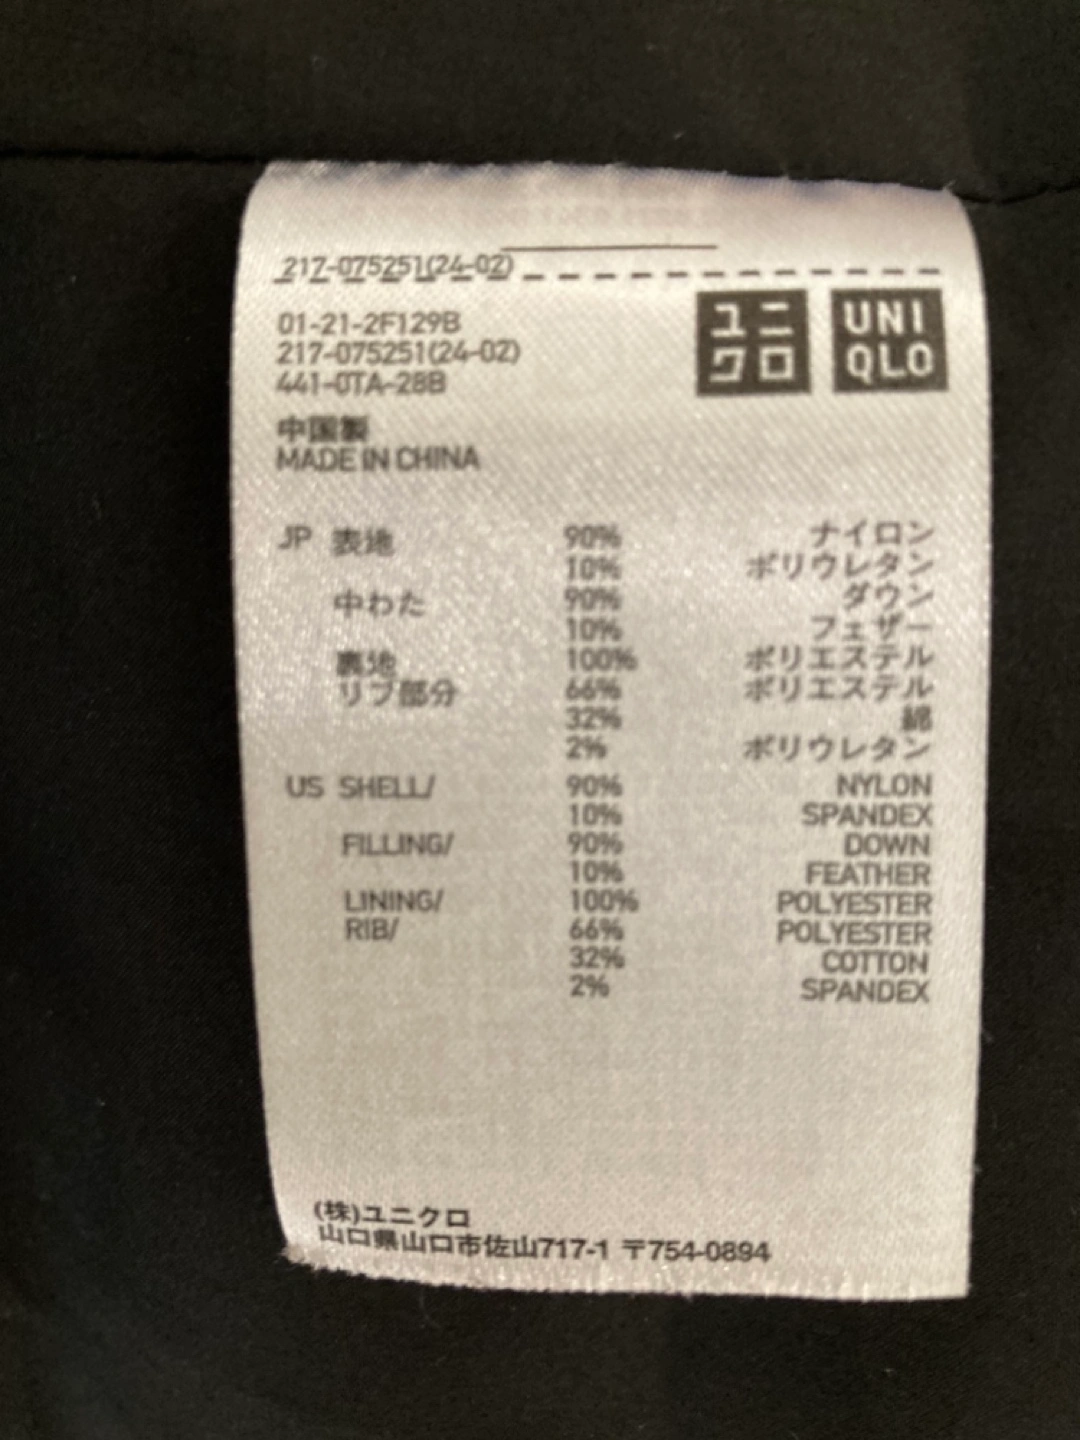 217-075251(24-02)
01-21-2F129B
217-075251(24-02)
441-0TA-28B
ユニ
クロ
UNI
QLO
中国製
MADE IN CHINA
JP 表地 90% ナイロン
10% ポリウレタン
中わた 90% ダウン
10% フェザー
裏地 100% ポリエステル
リブ部分 66% ポリエステル
32% 綿
2% ポリウレタン
US SHELL/ 90% NYLON
10% SPANDEX
FILLING/ 90% DOWN
10% FEATHER
LINING/ 100% POLYESTER
RIB/ 66% POLYESTER
32% COTTON
2% SPANDEX
(株)ユニクロ
山口県山口市佐山717-1 〒754-0894